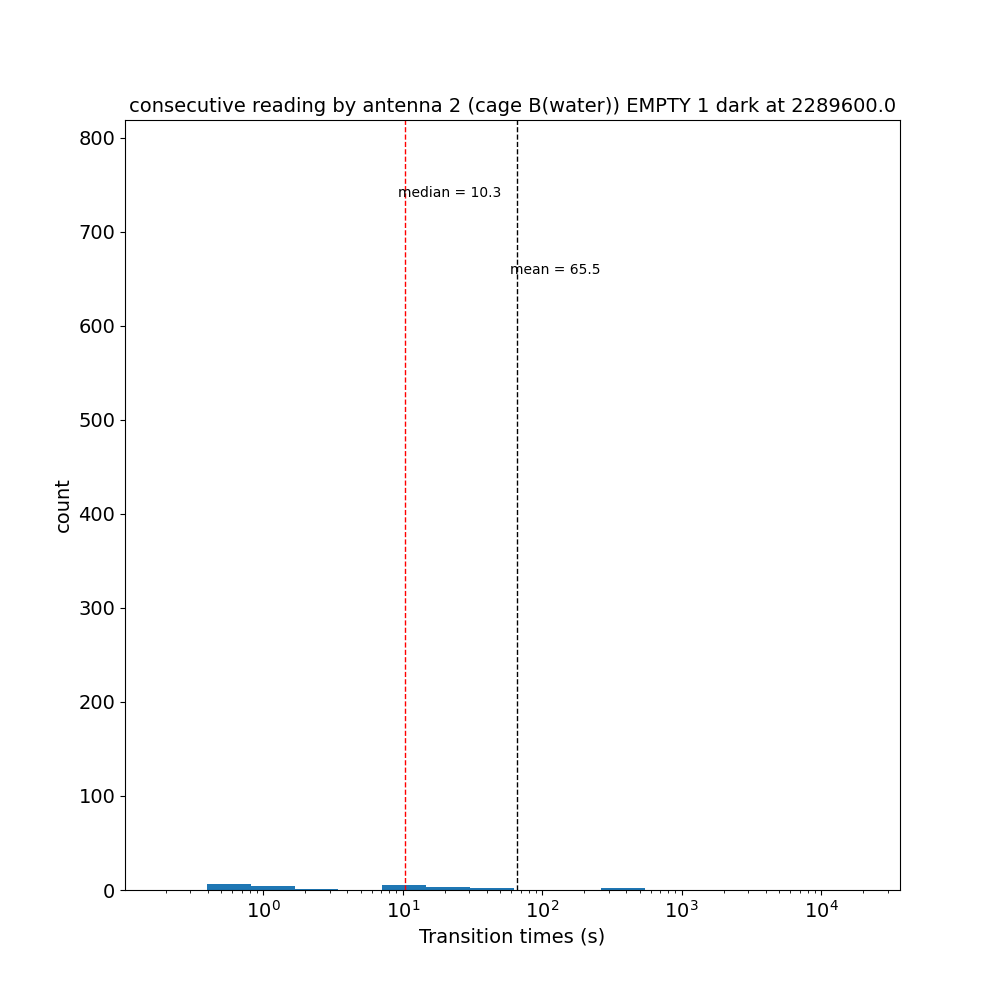 consecutive reading by antenna 2 (cage B(water)) EMPTY 1 dark at 2289600.0
800
median = 10.3
700
mean = 65.5
600
500
count
400
300
200
100
0
10⁰ 10¹ 10² 10³ 10⁴
Transition times (s)